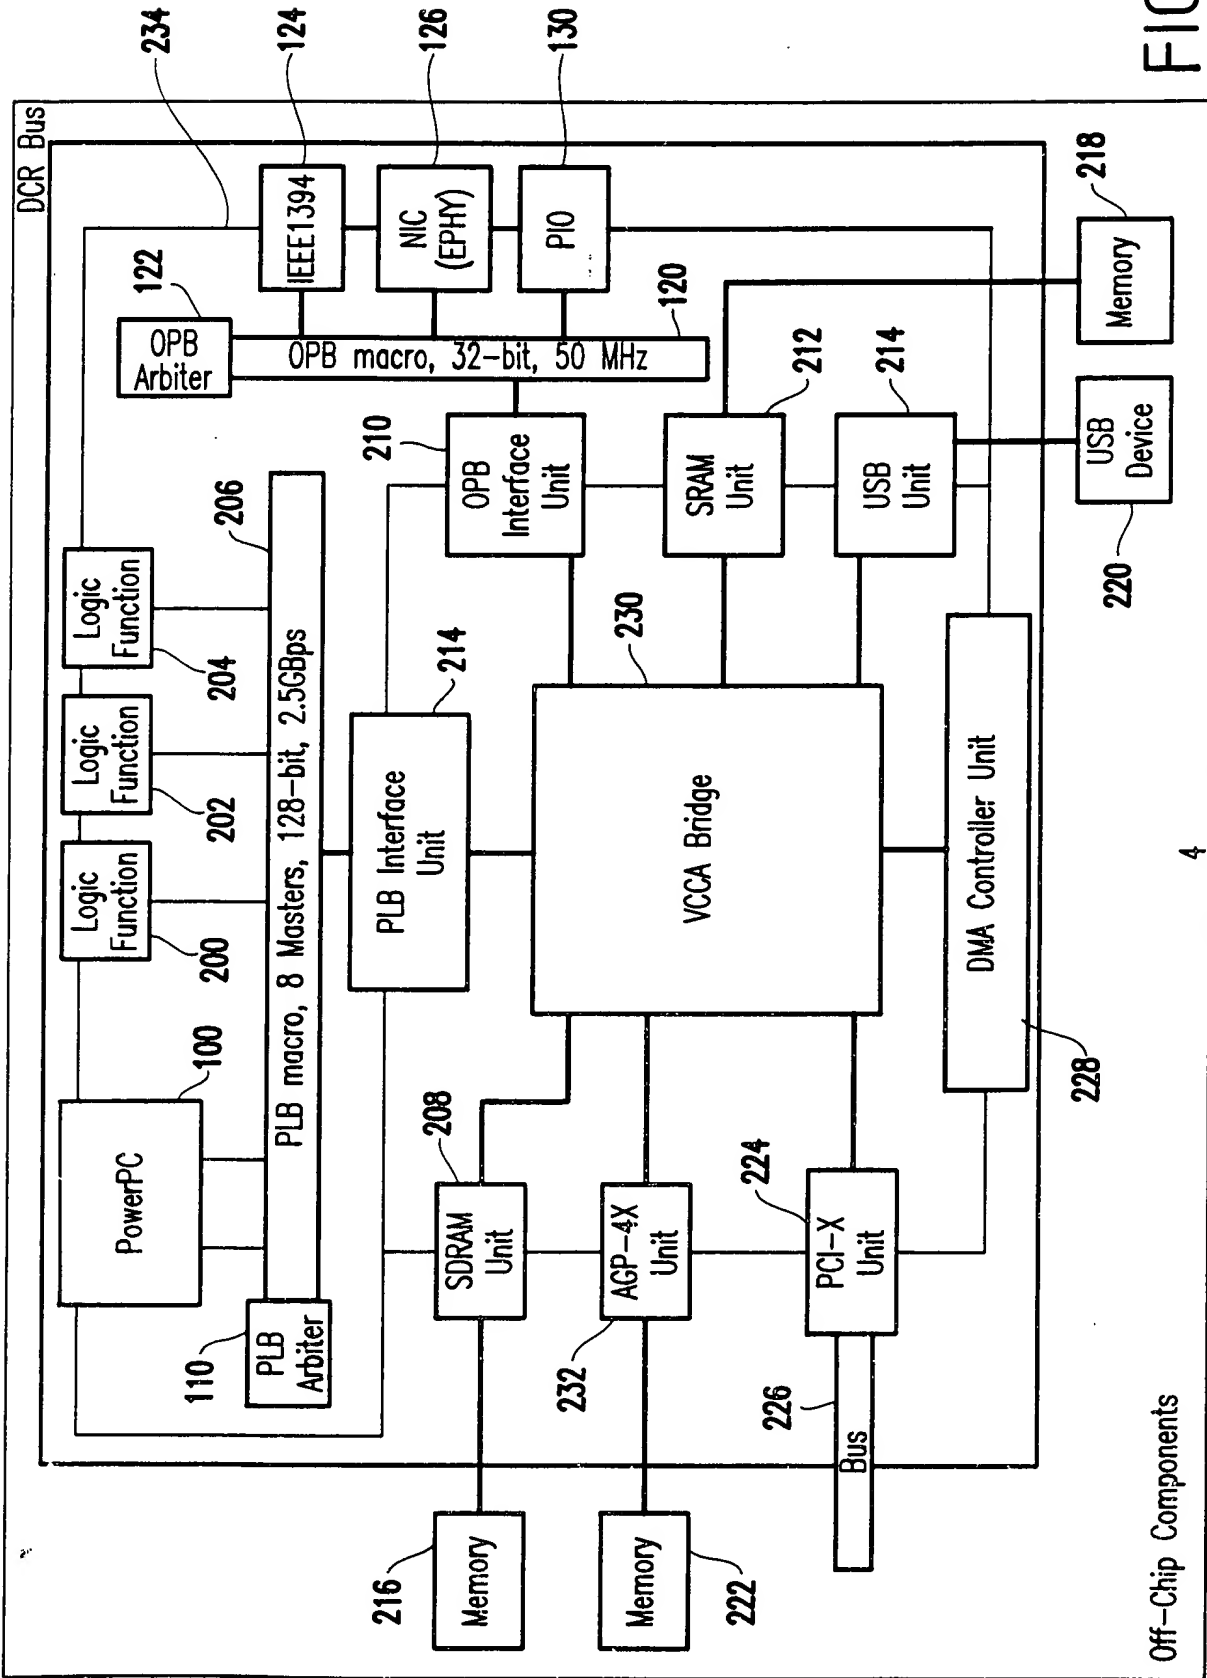 DCR Bus
234
124
126
130
PowerPC
100
Logic
Function
200
Logic
Function
202
Logic
Function
204
206
PLB
Arbiter
110
PLB macro, 8 Masters, 128-bit, 2.5GBps
OPB
Arbiter
122
IEEE1394
NIC
(EPHY)
PIO
OPB macro, 32-bit, 50 MHz
120
PLB Interface
Unit
214
210
OPB
Interface
Unit
SDRAM
Unit
208
AGP-4X
Unit
232
PCI-X
Unit
224
VCCA Bridge
230
SRAM
Unit
212
USB
Unit
214
226
Bus
DMA Controller Unit
228
Memory
216
Memory
222
Memory
218
USB
Device
220
Off-Chip Components
4
FIG